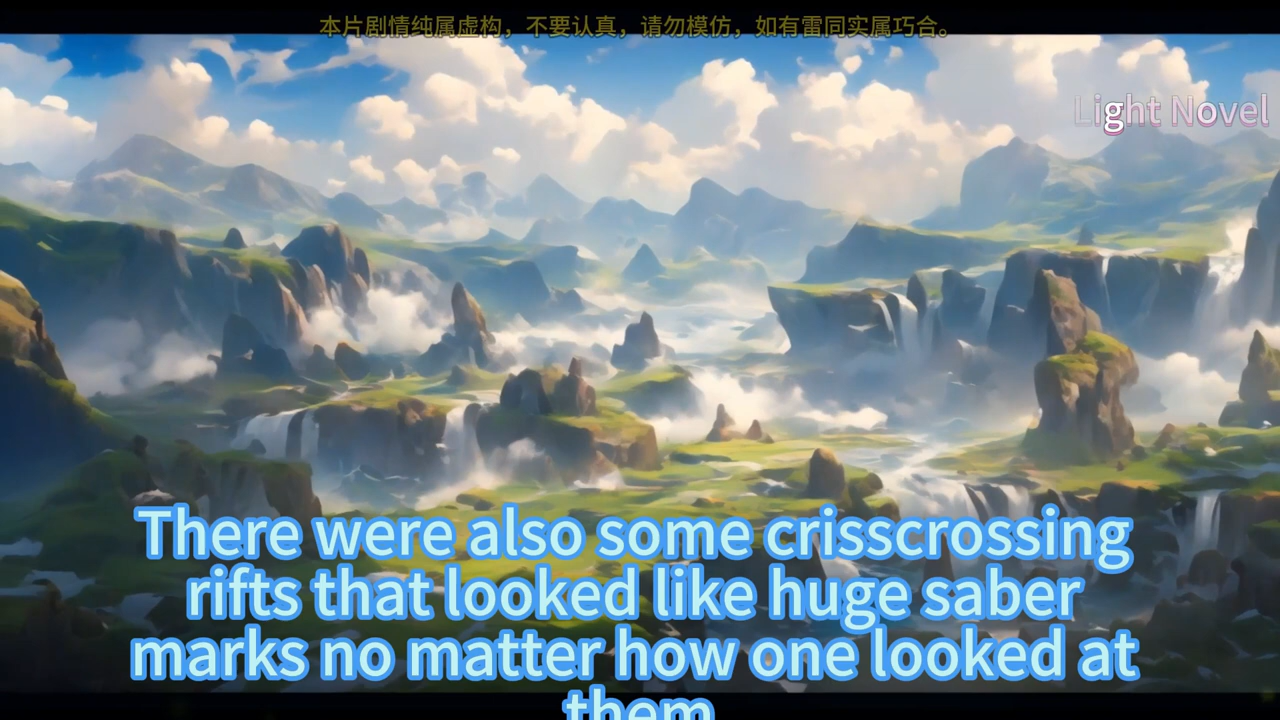 本片剧情纯属虚构，不要认真，请勿模仿，如有雷同实属巧合。
Light Novel
There were also some crisscrossing
rifts that looked like huge saber
marks no matter how one looked at
them